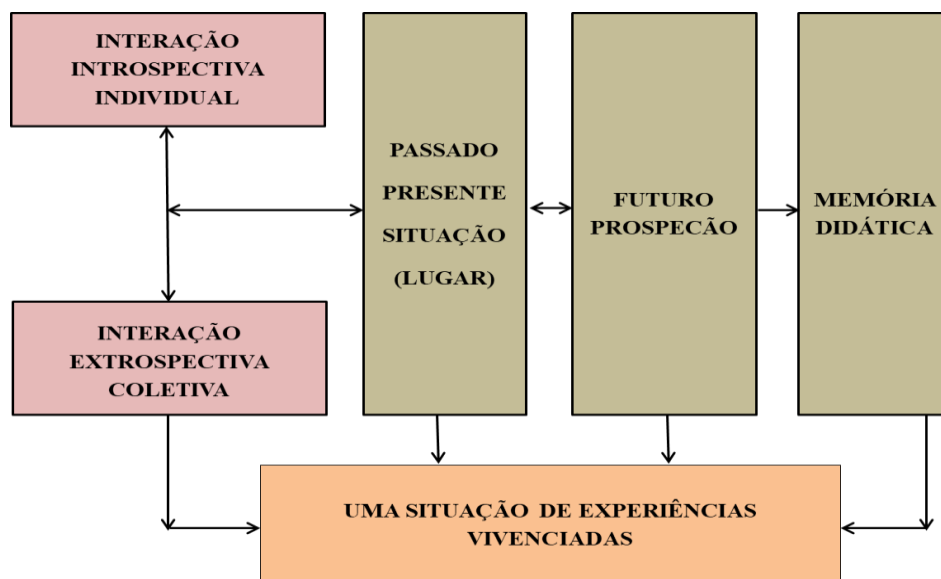 INTERAÇÃO
INTROSPECTIVA
INDIVIDUAL
PASSADO
PRESENTE
SITUAÇÃO
(LUGAR)
FUTURO
PROSPECÃO
MEMÓRIA
DIDÁTICA
INTERAÇÃO
EXTROSPECTIVA
COLETIVA
UMA SITUAÇÃO DE EXPERIÊNCIAS
VIVENCIADAS